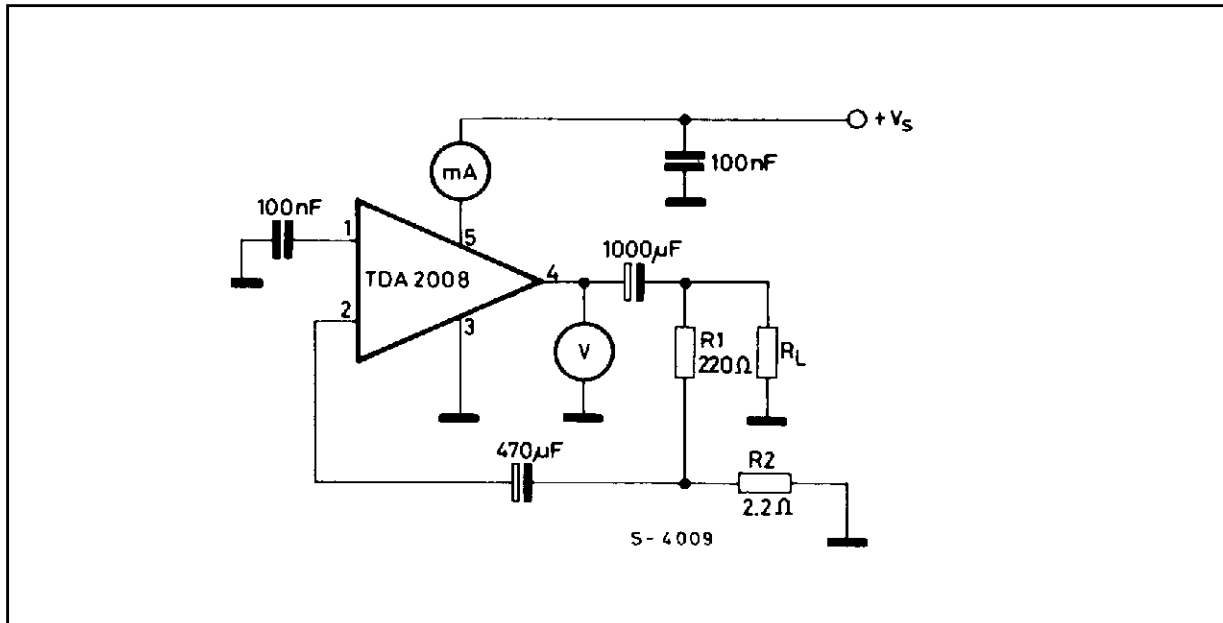 + Vs
mA
100nF
100nF
1
5
1000µF
TDA 2008
4
2
3
V
R1
220Ω
RL
470µF
R2
2.2Ω
S - 4009